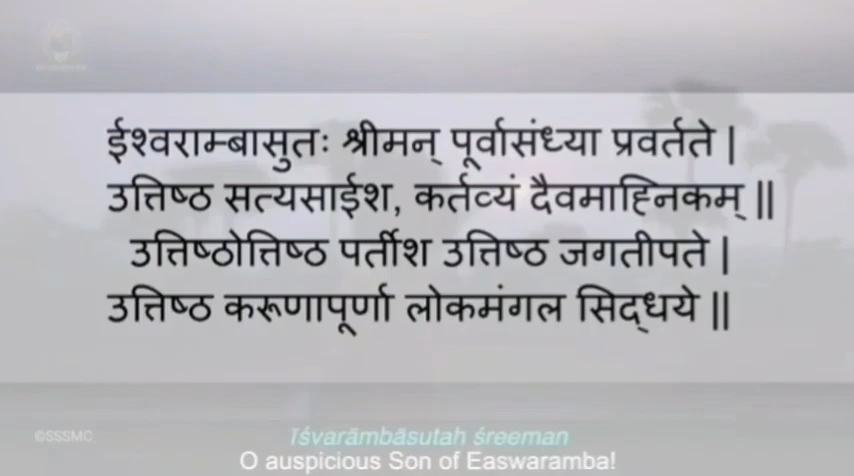 ईश्वराम्बासुतः श्रीमन् पूर्वासंध्या प्रवर्तते |
उत्तिष्ठ सत्यसाईश, कर्तव्यं दैवमाह्निकम् ||
उत्तिष्ठोत्तिष्ठ पर्तीश उत्तिष्ठ जगतीपते |
उत्तिष्ठ करूणापूर्णा लोकमंगल सिद्धये ||
©SSSMC
Īśvarāmbāsutah śreeman
O auspicious Son of Easwaramba!